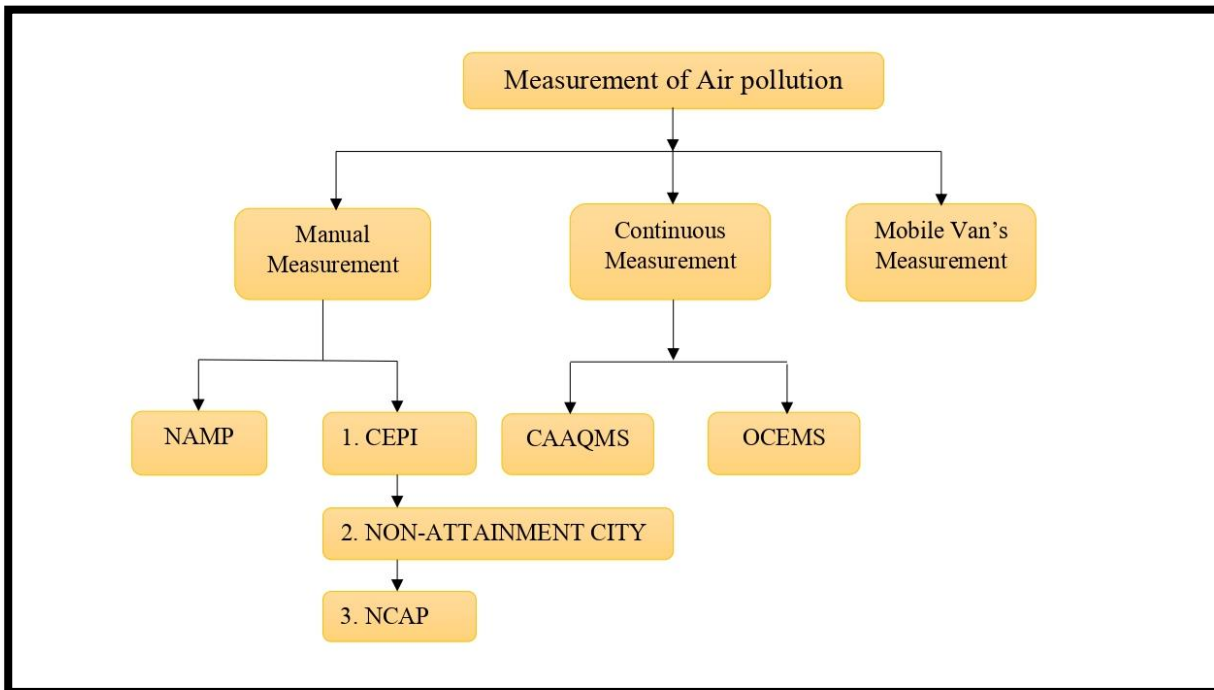 Measurement of Air pollution
Manual
Measurement
Continuous
Measurement
Mobile Van’s
Measurement
NAMP
1. CEPI
CAAQMS
OCEMS
2. NON-ATTAINMENT CITY
3. NCAP